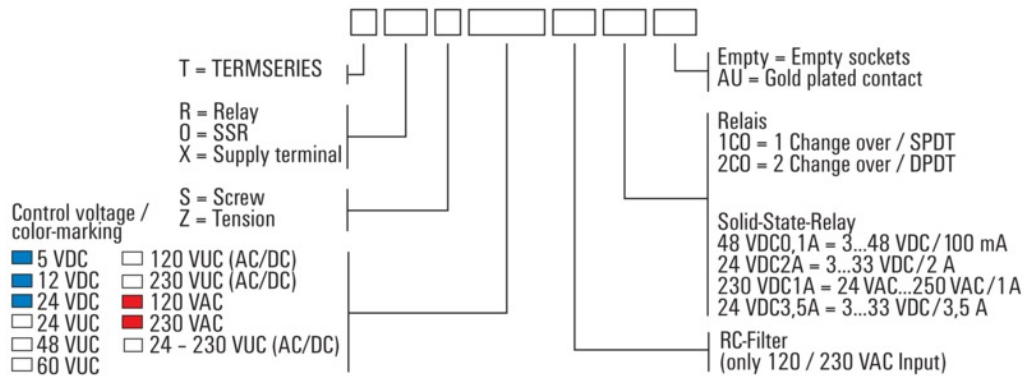 T = TERMSERIES
R = Relay
O = SSR
X = Supply terminal
S = Screw
Z = Tension
Control voltage /
color-marking
5 VDC
12 VDC
24 VDC
24 VUC
48 VUC
60 VUC
120 VUC (AC/DC)
230 VUC (AC/DC)
120 VAC
230 VAC
24 – 230 VUC (AC/DC)
Empty = Empty sockets
AU = Gold plated contact
Relais
1CO = 1 Change over / SPDT
2CO = 2 Change over / DPDT
Solid-State-Relay
48 VDC0,1A = 3...48 VDC/100 mA
24 VDC2A = 3...33 VDC/2 A
230 VDC1A = 24 VAC...250 VAC/1 A
24 VDC3,5A = 3...33 VDC/3,5 A
RC-Filter
(only 120 / 230 VAC Input)